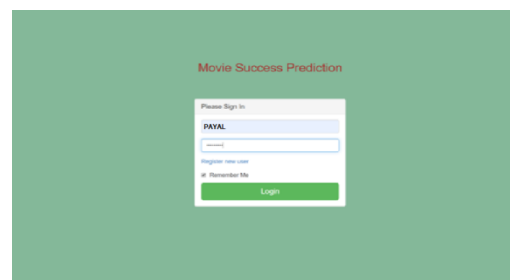 Movie Success Prediction
Please Sign In
PAYAL
Register new user
Remember Me
Login